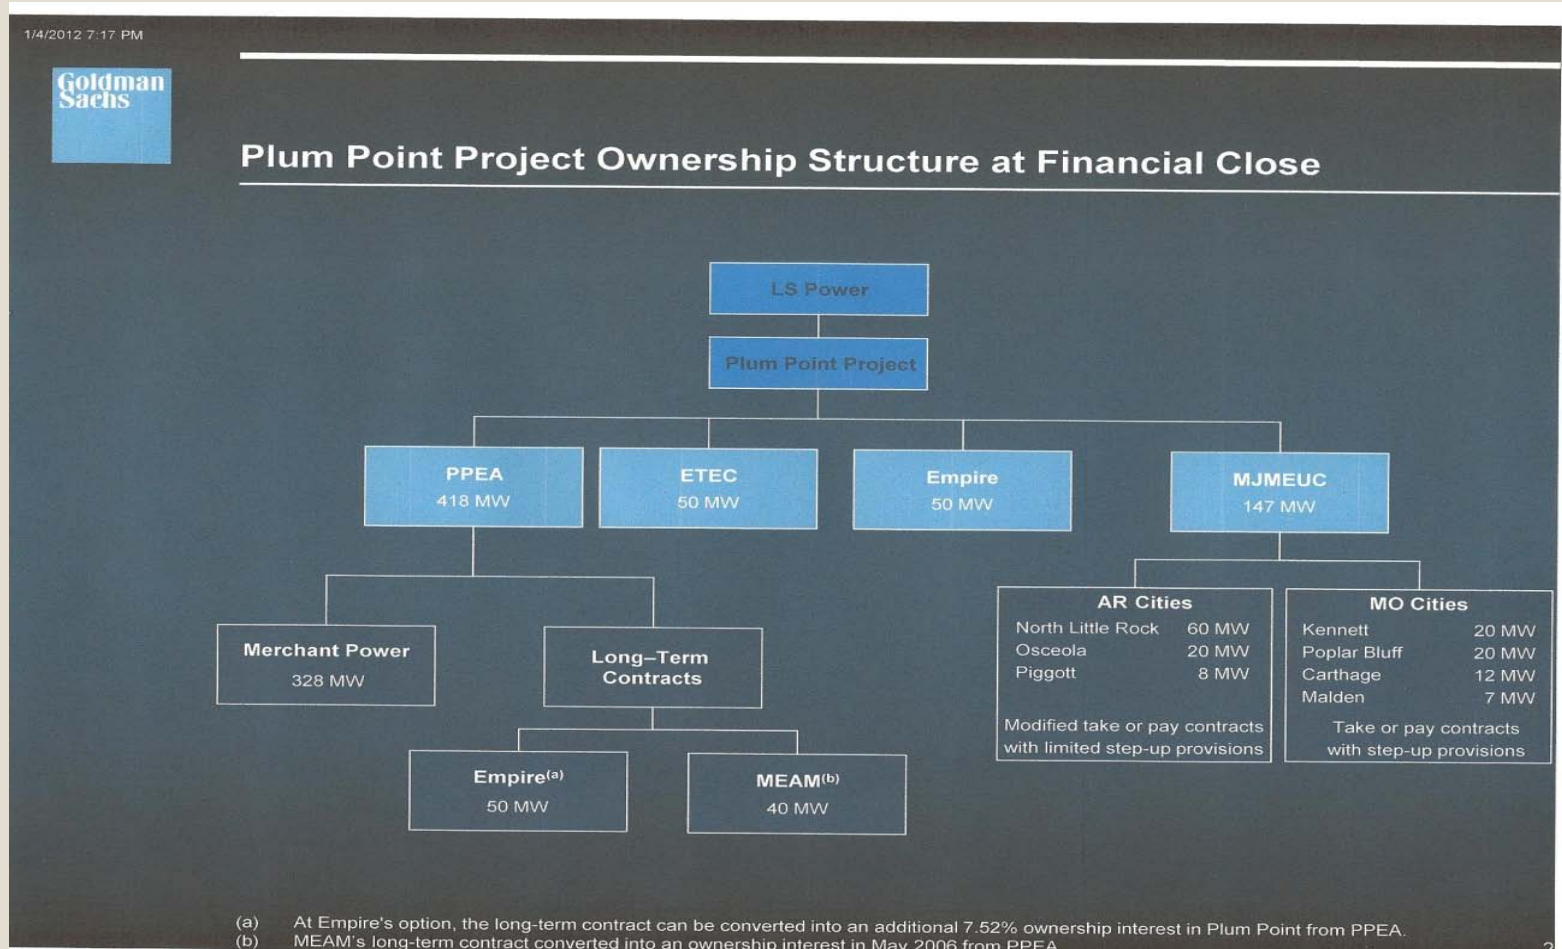 1/4/2012 7:17 PM
Goldman
Sachs
Plum Point Project Ownership Structure at Financial Close
LS Power
Plum Point Project
PPEA
418 MW
ETEC
50 MW
Empire
50 MW
MJMEUC
147 MW
Merchant Power
328 MW
Long–Term
Contracts
Empire(a)
50 MW
MEAM(b)
40 MW
AR Cities
North Little Rock 60 MW
Osceola 20 MW
Piggott 8 MW
Modified take or pay contracts
with limited step-up provisions
MO Cities
Kennett 20 MW
Poplar Bluff 20 MW
Carthage 12 MW
Malden 7 MW
Take or pay contracts
with step-up provisions
(a) At Empire's option, the long-term contract can be converted into an additional 7.52% ownership interest in Plum Point from PPEA.
(b) MEAM's long-term contract converted into an ownership interest in May 2006 from PPEA